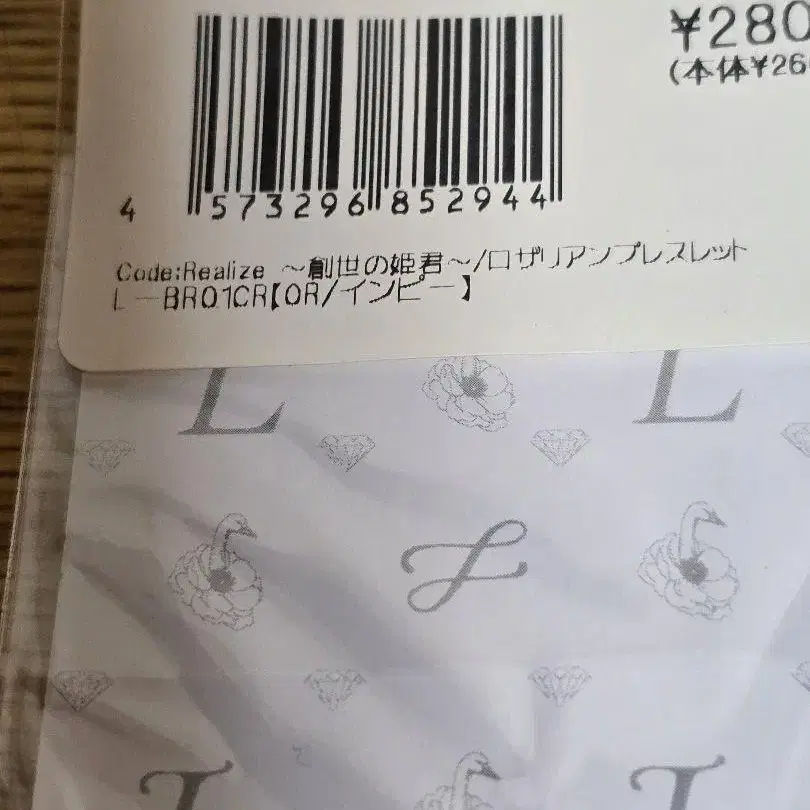 ¥280
(本体¥26
4 573296 852944
Code:Realize ～創世の姫君～/ロザリアンブレスレット
L－BR01CR【OR/インピー】
L L
L
L L